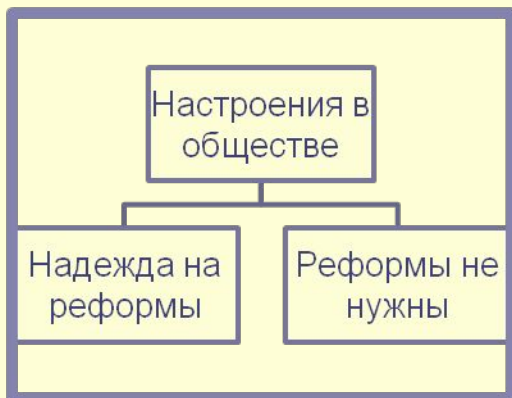 Настроения в
обществе
Надежда на
реформы
Реформы не
нужны